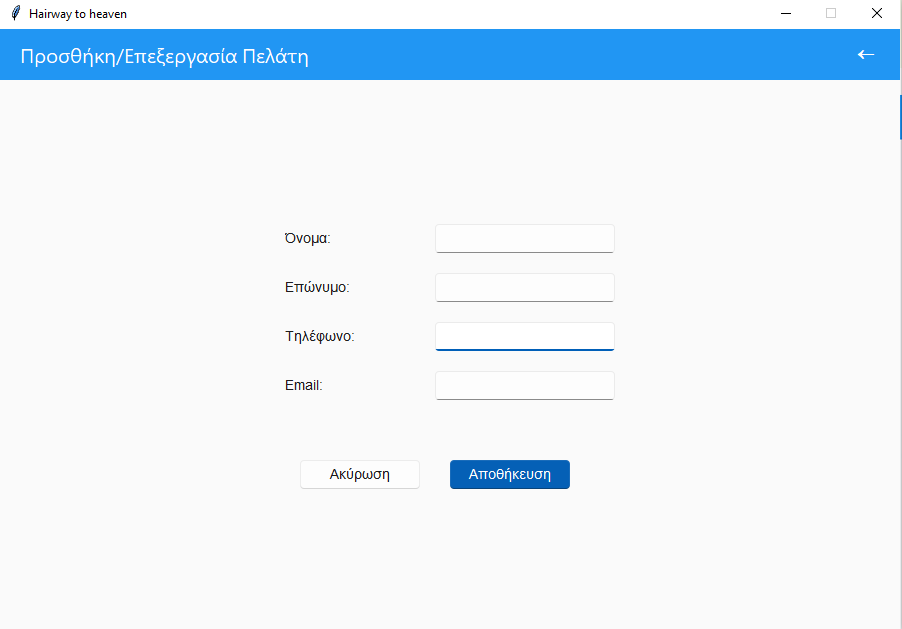 Hairway to heaven
Προσθήκη/Επεξεργασία Πελάτη
Όνομα:
Επώνυμο:
Τηλέφωνο:
Email:
Ακύρωση Αποθήκευση